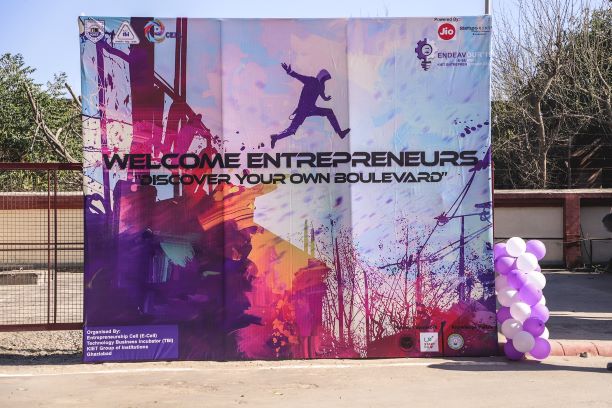 Powered By:
Jio
ENDEAV
WELCOME ENTREPRENEURS
"DISCOVER YOUR OWN BOULEVARD"
Organised By:
Entrepreneurship Cell (E-Cell)
Technology Business Incubator (TBI)
KIET Group of Institutions
Ghaziabad